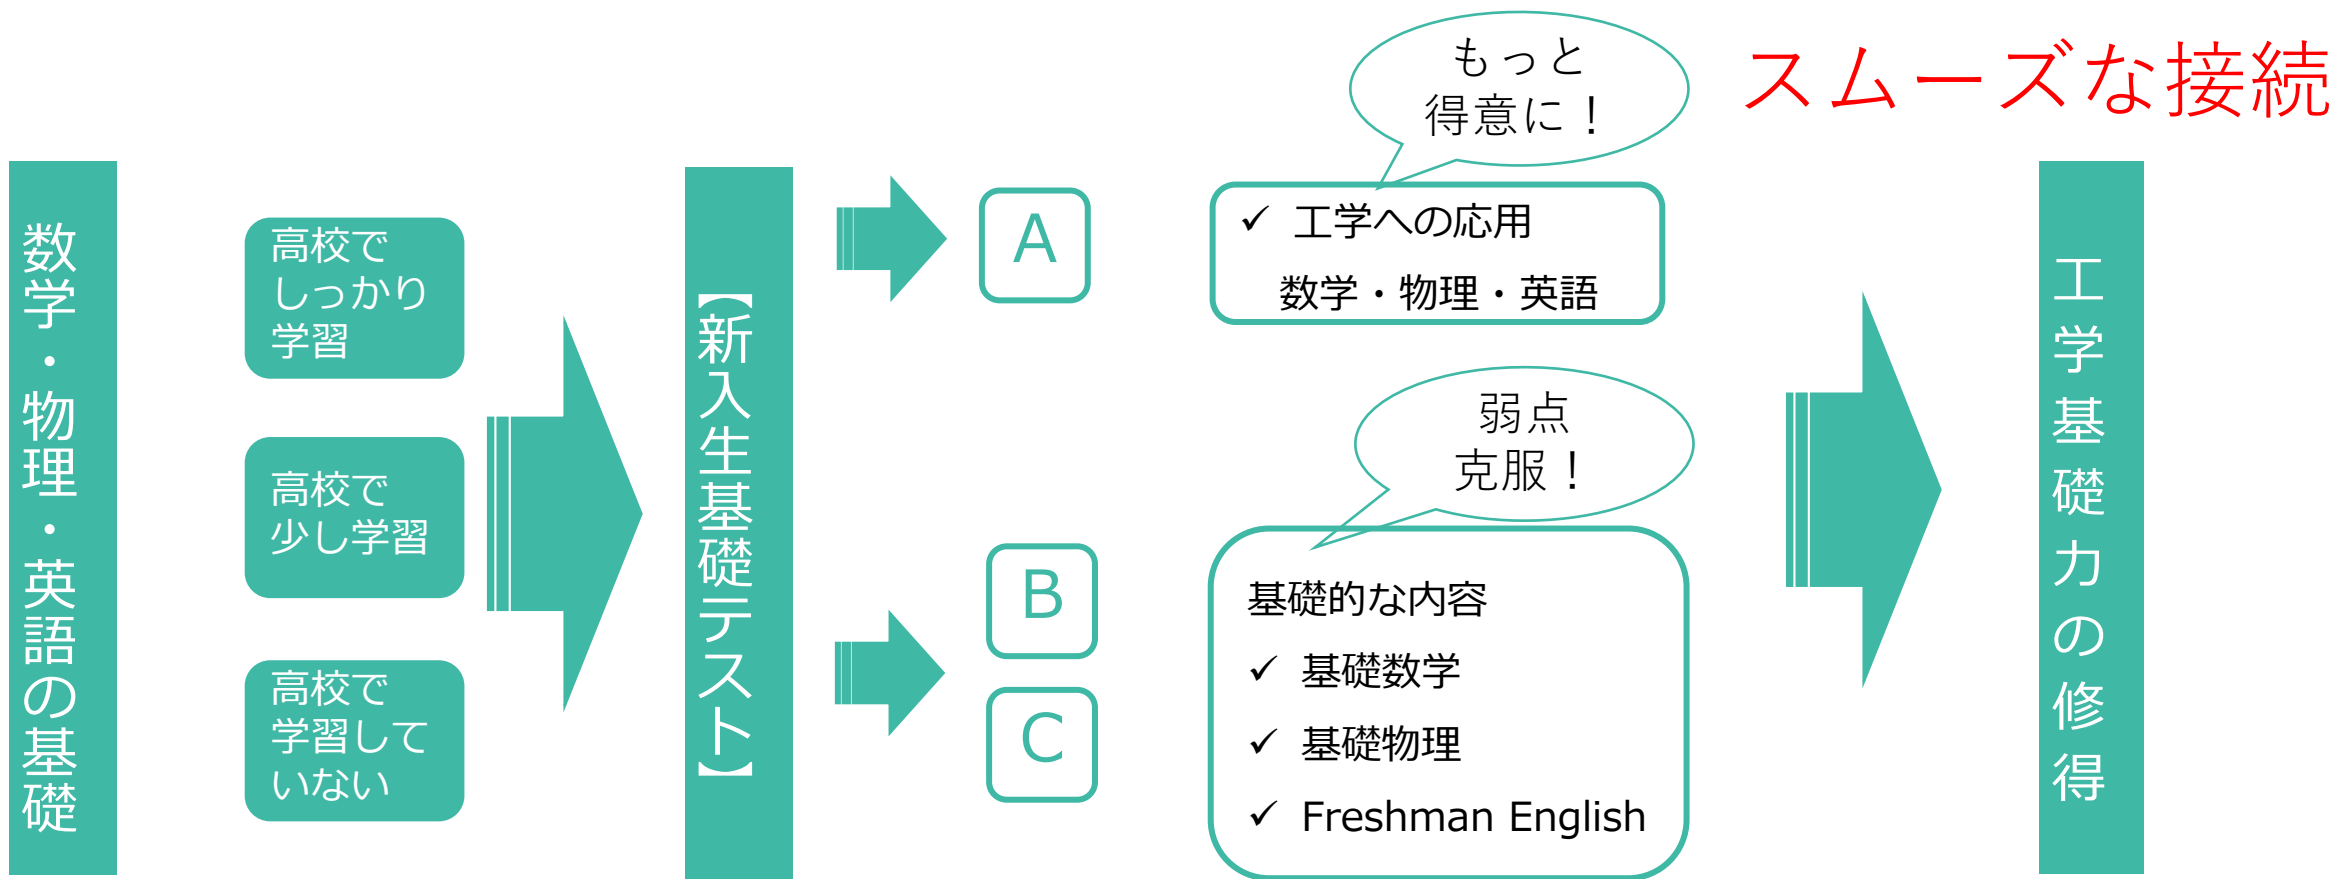 数学・物理・英語の基礎
高校で
しっかり
学習
高校で
少し学習
高校で
学習して
いない
【新入生基礎テスト】
A
B
C
もっと
得意に！
工学への応用
数学・物理・英語
弱点
克服！
基礎的な内容
基礎数学
基礎物理
Freshman English
スムーズな接続
工学基礎力の修得